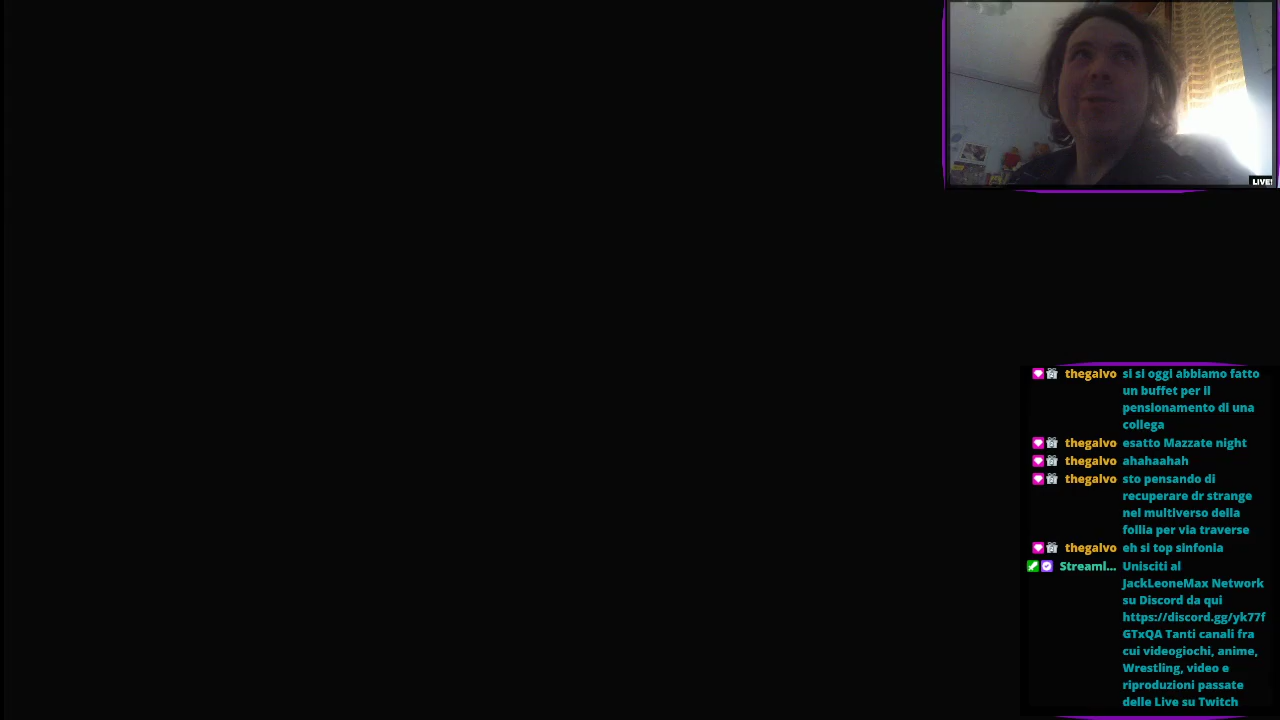 LIVE!
thegalvo si si oggi abbiamo fatto
un buffet per il
pensionamento di una
collega
thegalvo esatto Mazzate night
thegalvo ahahaahah
thegalvo sto pensando di
recuperare dr strange
nel multiverso della
follia per via traverse
thegalvo eh si top sinfonia
Streaml... Unisciti al
JackLeoneMax Network
su Discord da qui
https://discord.gg/yk77f
GTxQA Tanti canali fra
cui videogiochi, anime,
Wrestling, video e
riproduzioni passate
delle Live su Twitch